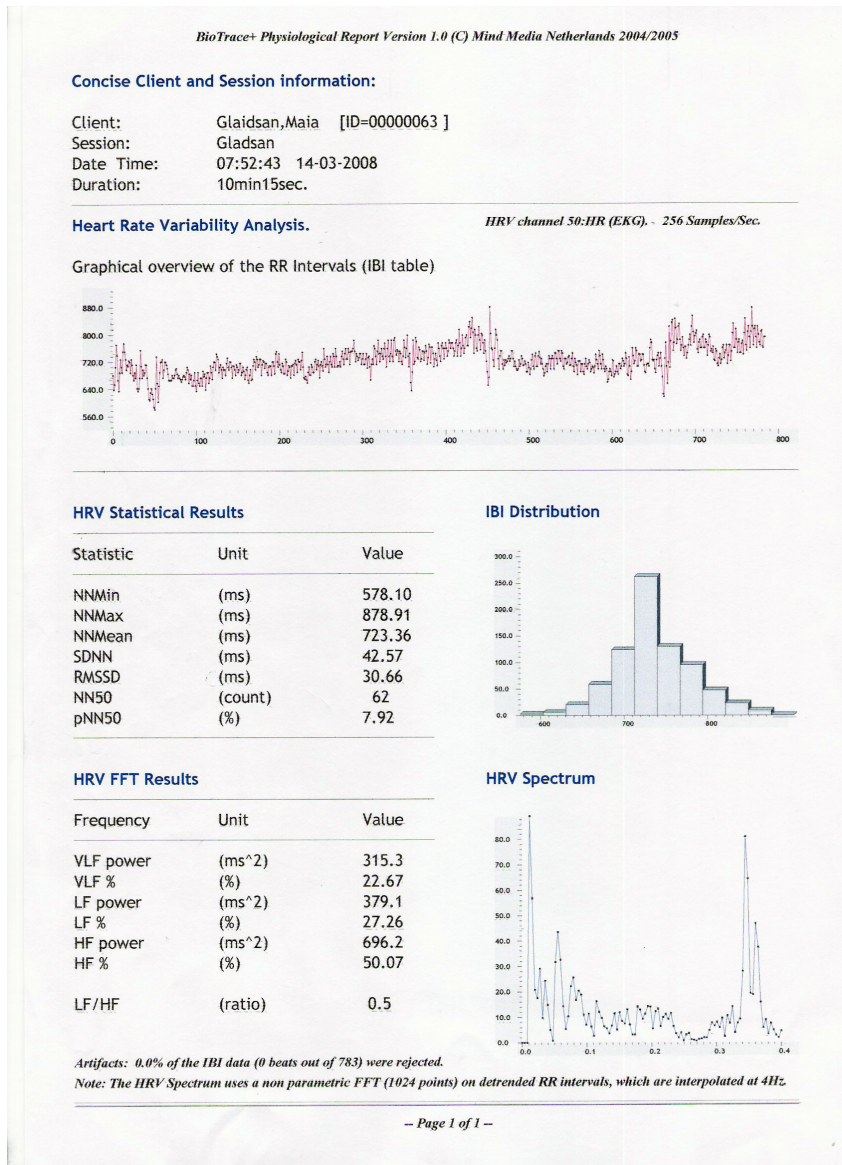 BioTrace+ Physiological Report Version 1.0 (C) Mind Media Netherlands 2004/2005
Concise Client and Session information:
Client: Glaidsan,Maia [ID=00000063 ]
Session: Gladsan
Date Time: 07:52:43 14-03-2008
Duration: 10min15sec.
Heart Rate Variability Analysis. HRV channel 50:HR (EKG). - 256 Samples/Sec.
Graphical overview of the RR Intervals (IBI table)
880.0
800.0
720.0
640.0
560.0
0 100 200 300 400 500 600 700 800
HRV Statistical Results
Statistic Unit Value
NNMin (ms) 578.10
NNMax (ms) 878.91
NNMean (ms) 723.36
SDNN (ms) 42.57
RMSSD (ms) 30.66
NN50 (count) 62
pNN50 (%) 7.92
IBI Distribution
300.0
250.0
200.0
150.0
100.0
50.0
0.0
600 700 800
HRV FFT Results
Frequency Unit Value
VLF power (ms^2) 315.3
VLF % (%) 22.67
LF power (ms^2) 379.1
LF % (%) 27.26
HF power (ms^2) 696.2
HF % (%) 50.07
LF/HF (ratio) 0.5
HRV Spectrum
80.0
70.0
60.0
50.0
40.0
30.0
20.0
10.0
0.0
0.0 0.1 0.2 0.3 0.4
Artifacts: 0.0% of the IBI data (0 beats out of 783) were rejected.
Note: The HRV Spectrum uses a non parametric FFT (1024 points) on detrended RR intervals, which are interpolated at 4Hz.
-- Page 1 of 1 --